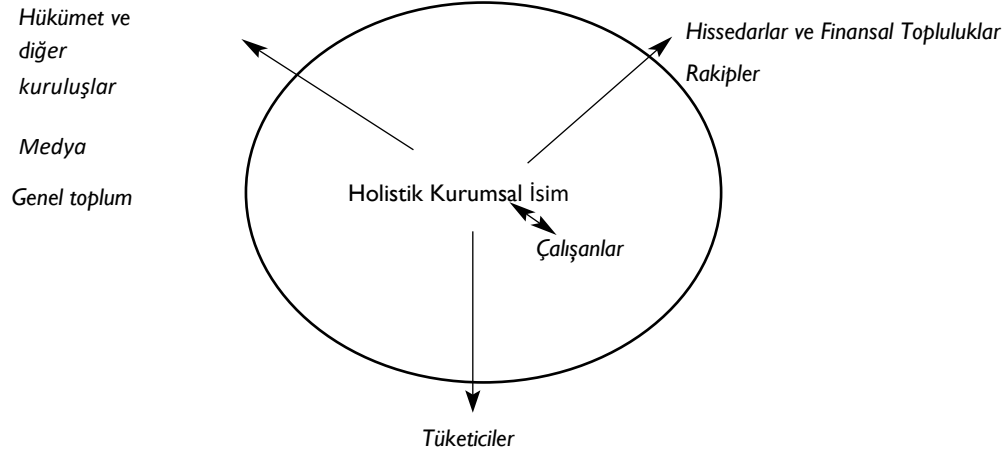 Hükümet ve
diğer
kuruluşlar
Medya
Genel toplum
Hissedarlar ve Finansal Topluluklar
Rakipler
Holistik Kurumsal İsim
Çalışanlar
Tüketiciler